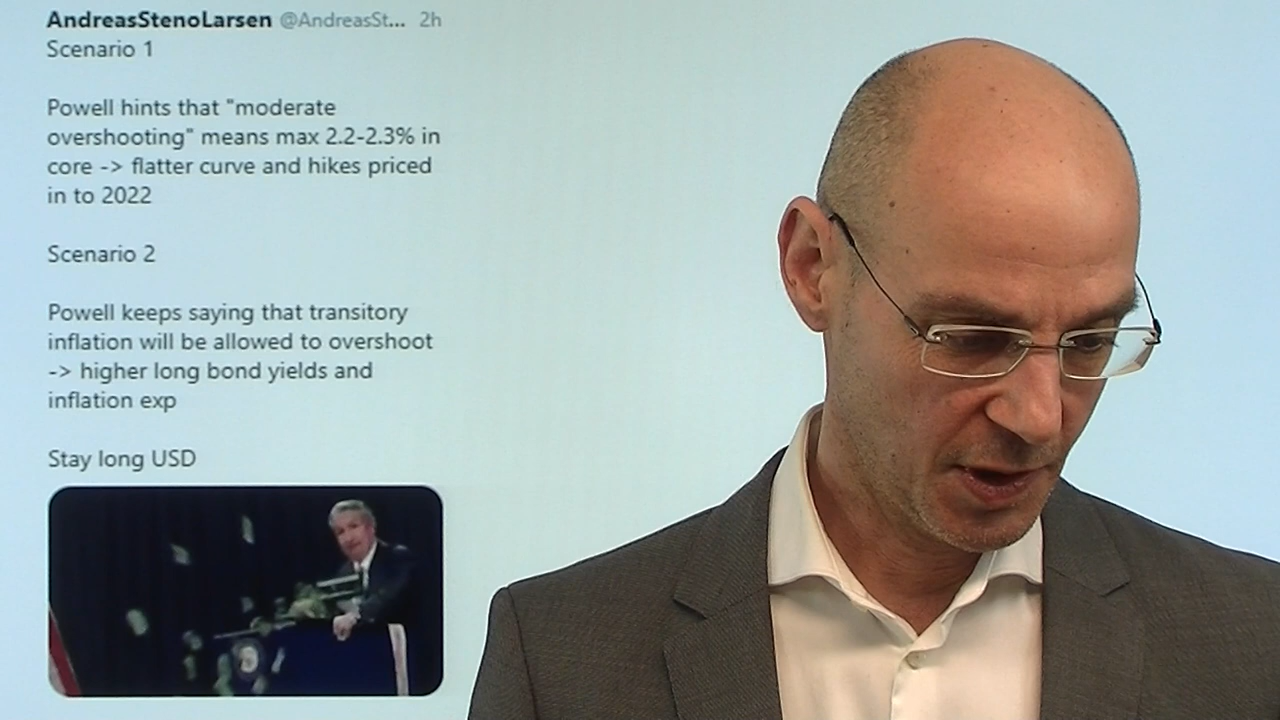 AndreasStenoLarsen @AndreasSt... 2h
Scenario 1
Powell hints that "moderate
overshooting" means max 2.2-2.3% in
core -> flatter curve and hikes priced
in to 2022
Scenario 2
Powell keeps saying that transitory
inflation will be allowed to overshoot
-> higher long bond yields and
inflation exp
Stay long USD